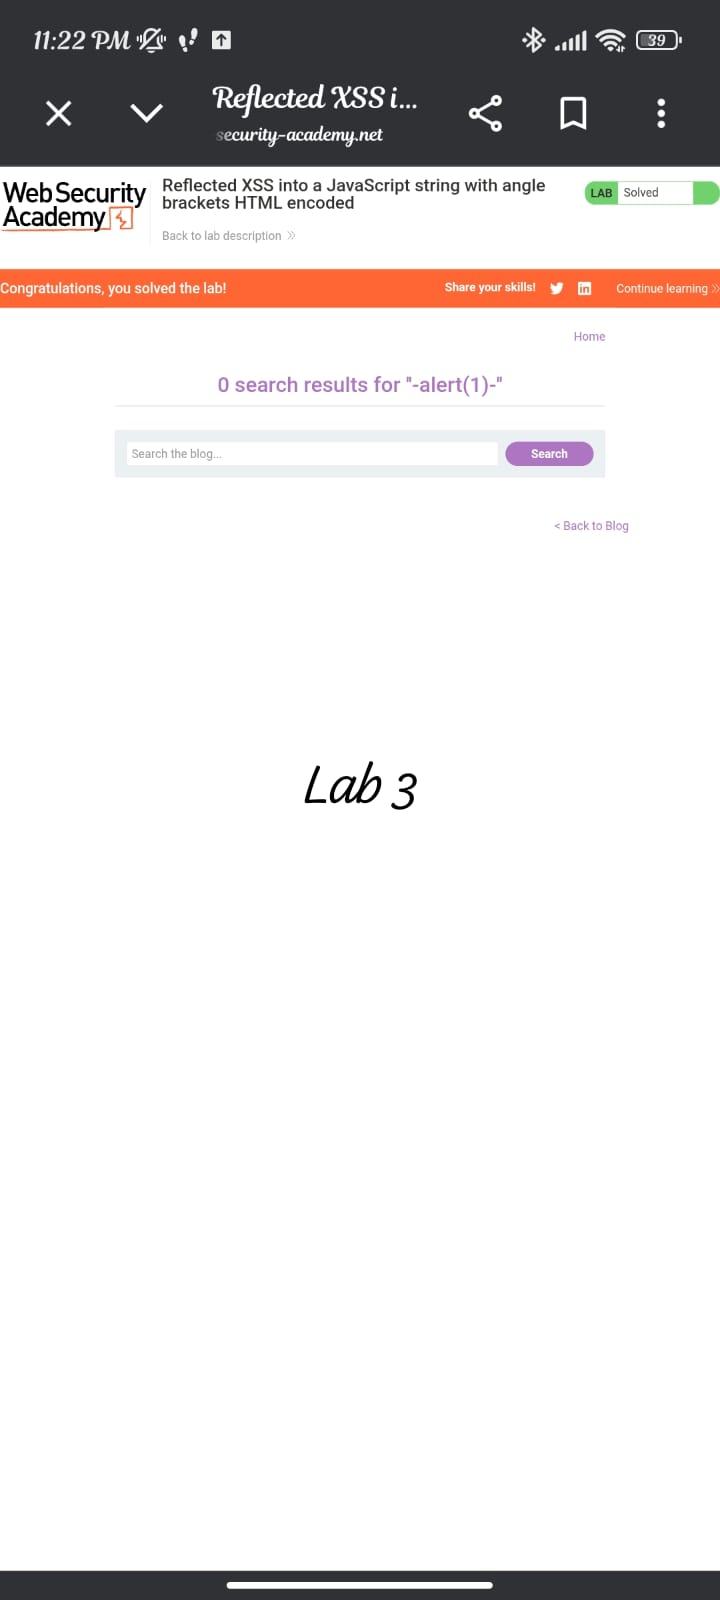 11:22 PM
39
Reflected XSS i...
security-academy.net
Web Security
Academy
Reflected XSS into a JavaScript string with angle
brackets HTML encoded
Back to lab description >>
LAB Solved
Congratulations, you solved the lab!
Share your skills!
Continue learning >>
Home
0 search results for ''-alert(1)-''
Search the blog...
Search
< Back to Blog
Lab 3